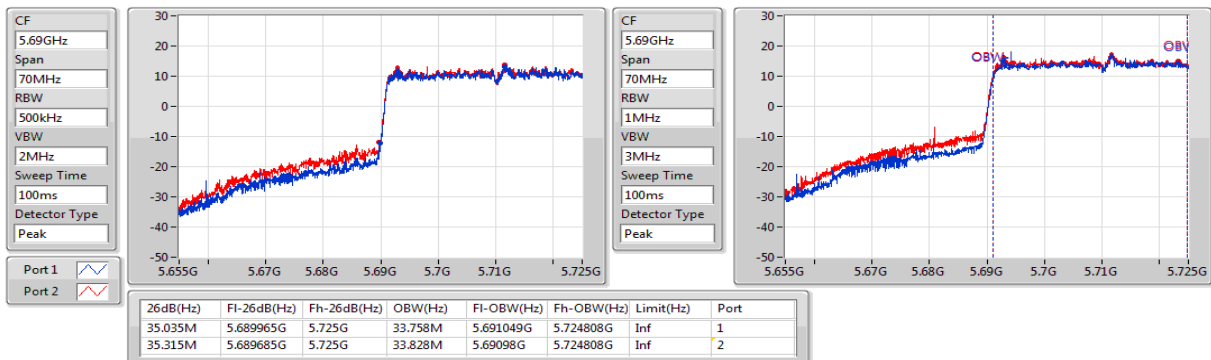 CF
5.69GHz
Span
70MHz
RBW
500kHz
VBW
2MHz
Sweep Time
100ms
Detector Type
Peak
Port 1
Port 2
30
20
10
0
-10
-20
-30
-40
-50
5.655G 5.67G 5.68G 5.69G 5.7G 5.71G 5.725G
CF
5.69GHz
Span
70MHz
RBW
1MHz
VBW
3MHz
Sweep Time
100ms
Detector Type
Peak
30
20
10
0
-10
-20
-30
-40
-50
OBW
OBW
5.655G 5.67G 5.68G 5.69G 5.7G 5.71G 5.725G
26dB(Hz) Fl-26dB(Hz) Fh-26dB(Hz) OBW(Hz) Fl-OBW(Hz) Fh-OBW(Hz) Limit(Hz) Port
35.035M 5.689965G 5.725G 33.758M 5.691049G 5.724808G Inf 1
35.315M 5.689685G 5.725G 33.828M 5.69098G 5.724808G Inf 2